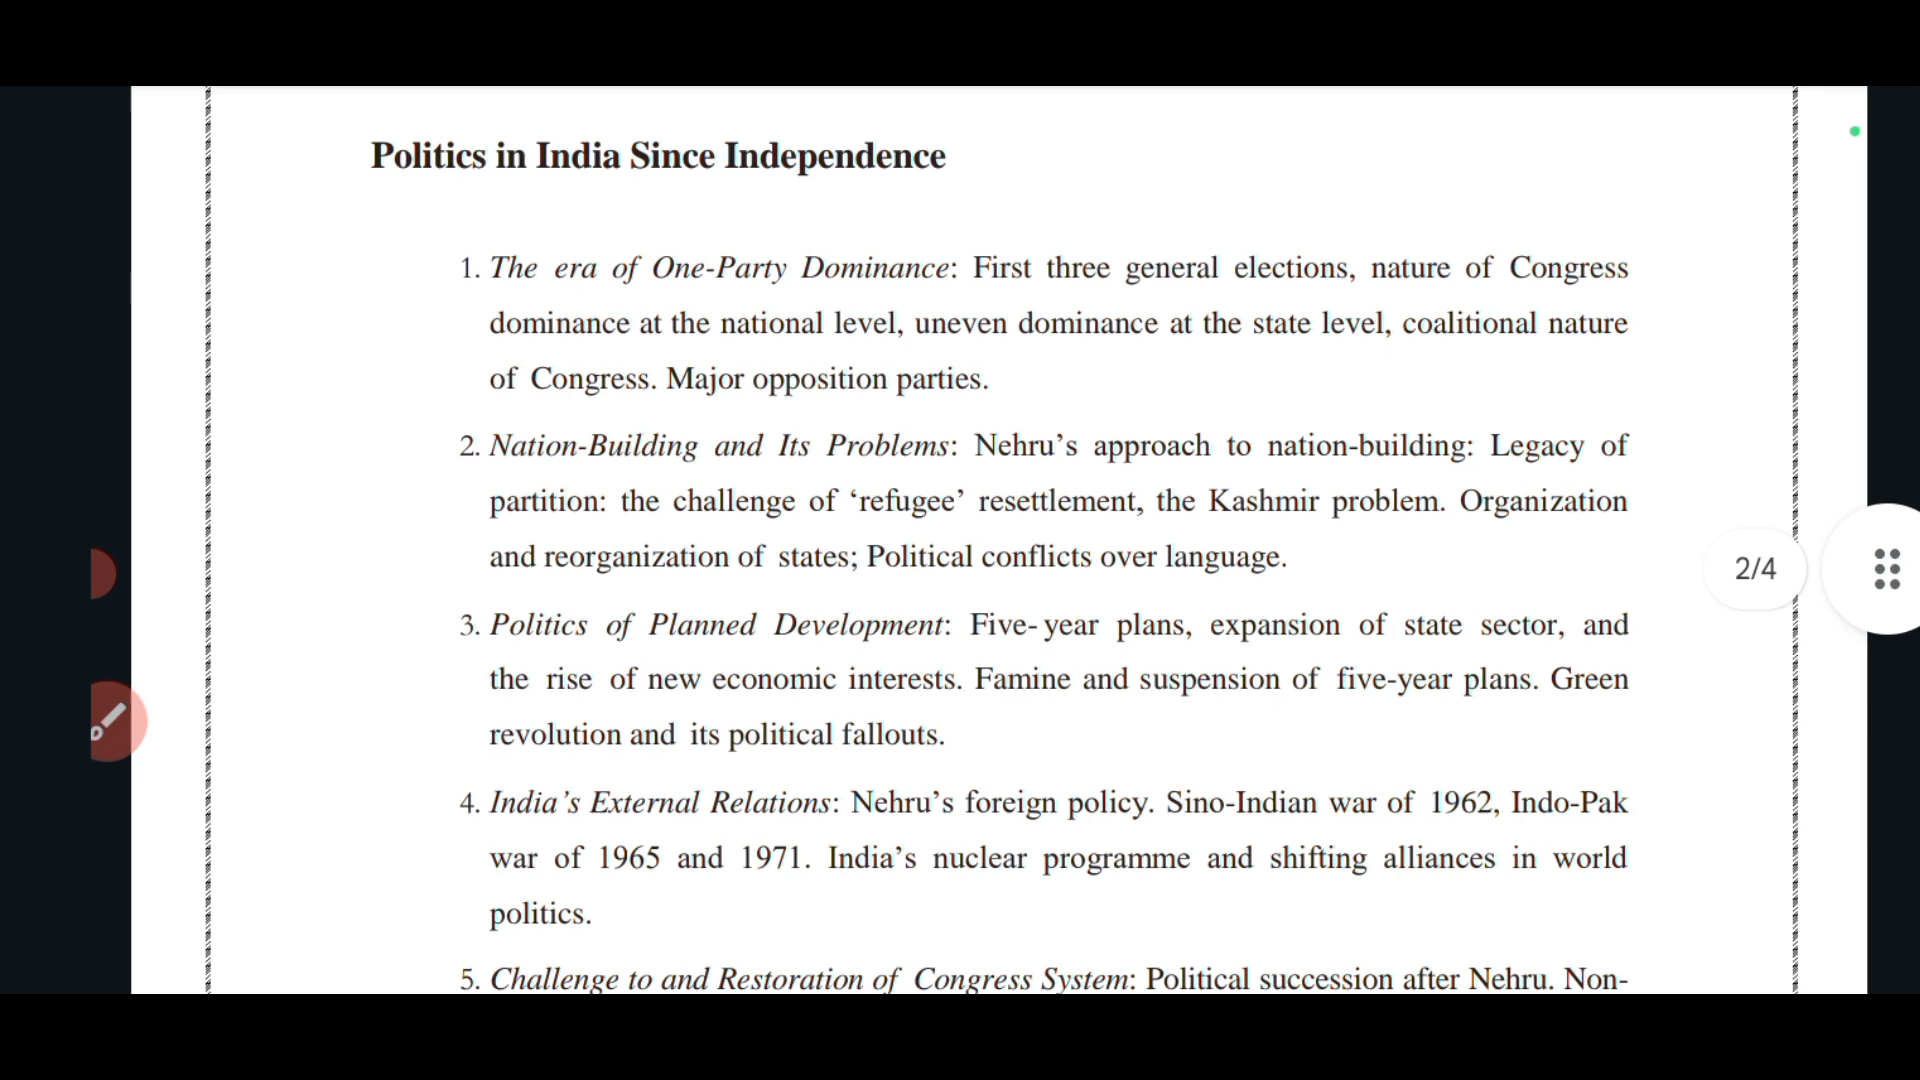 Politics in India Since Independence
1. The era of One-Party Dominance: First three general elections, nature of Congress
dominance at the national level, uneven dominance at the state level, coalitional nature
of Congress. Major opposition parties.
2. Nation-Building and Its Problems: Nehru’s approach to nation-building: Legacy of
partition: the challenge of ‘refugee’ resettlement, the Kashmir problem. Organization
and reorganization of states; Political conflicts over language.
2/4
3. Politics of Planned Development: Five- year plans, expansion of state sector, and
the rise of new economic interests. Famine and suspension of five-year plans. Green
revolution and its political fallouts.
4. India’s External Relations: Nehru’s foreign policy. Sino-Indian war of 1962, Indo-Pak
war of 1965 and 1971. India’s nuclear programme and shifting alliances in world
politics.
5. Challenge to and Restoration of Congress System: Political succession after Nehru. Non-